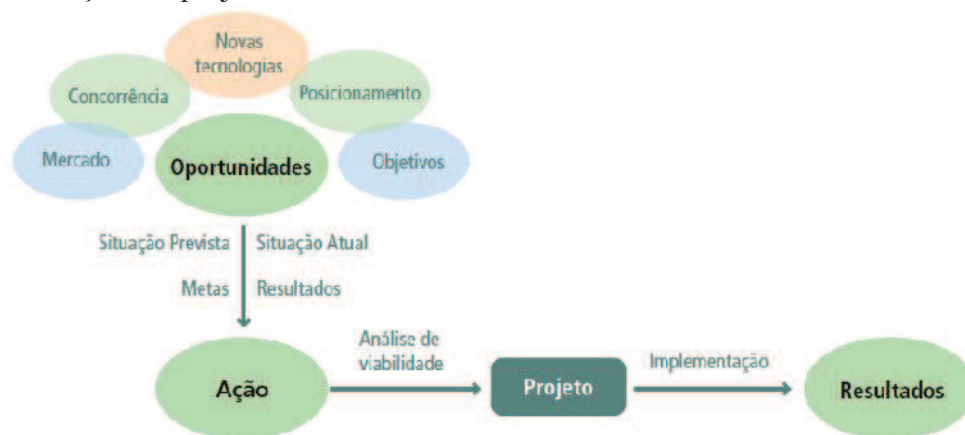 Novas
tecnologias
Concorrência
Posicionamento
Mercado
Oportunidades
Objetivos
Situação Prevista
Situação Atual
Metas
Resultados
Análise de
viabilidade
Implementação
Ação
Projeto
Resultados